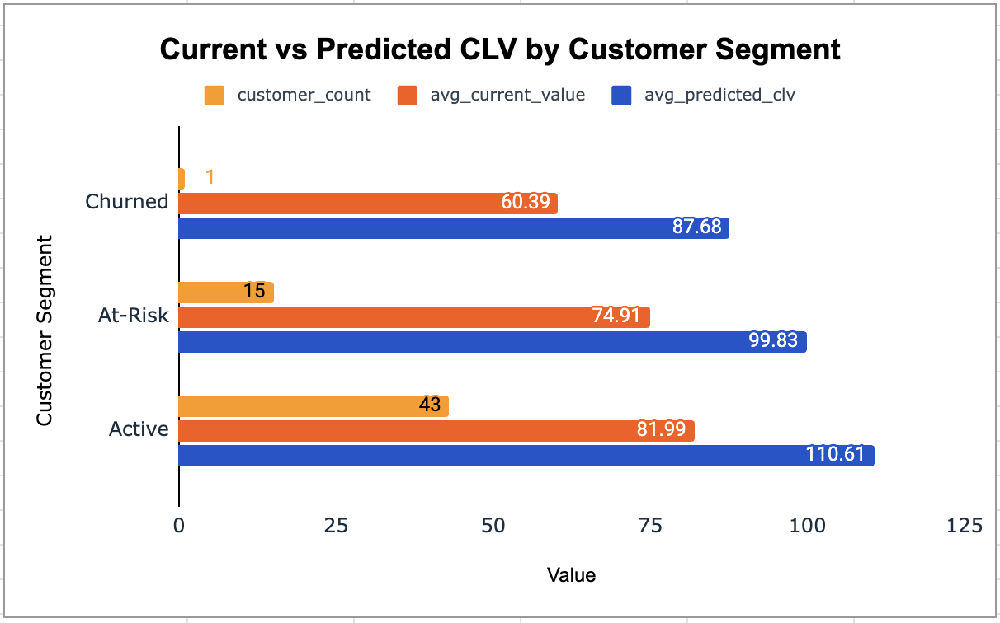 Current vs Predicted CLV by Customer Segment
customer_count avg_current_value avg_predicted_clv
Customer Segment
1
Churned 60.39
87.68
15
At-Risk 74.91
99.83
43
Active 81.99
110.61
0 25 50 75 100 125
Value